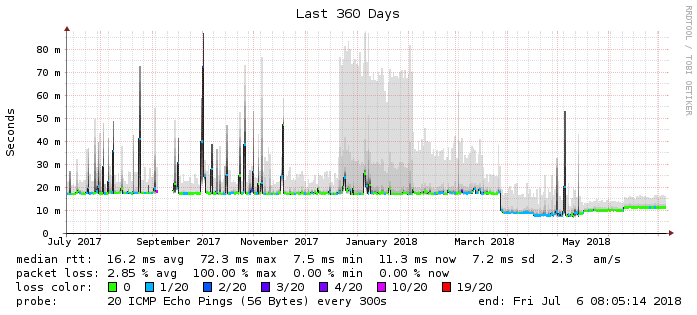 Last 360 Days
RRDTOOL / TOBI OETIKER
Seconds
80 m
70 m
60 m
50 m
40 m
30 m
20 m
10 m
0
July 2017 September 2017 November 2017 January 2018 March 2018 May 2018
median rtt: 16.2 ms avg 72.3 ms max 7.5 ms min 11.3 ms now 7.2 ms sd 2.3 am/s
packet loss: 2.85 % avg 100.00 % max 0.00 % min 0.00 % now
loss color: 0 1/20 2/20 3/20 4/20 10/20 19/20
probe: 20 ICMP Echo Pings (56 Bytes) every 300s end: Fri Jul 6 08:05:14 2018